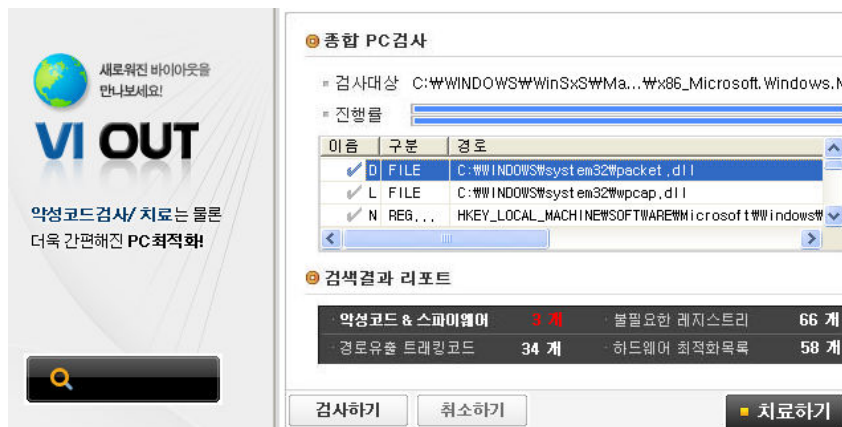 새로워진 바이아웃을
만나보세요!
VI OUT
악성코드검사/치료는 물론
더욱 간편해진 PC최적화!
종합 PC검사
검사대상 C:₩WINDOWS₩WinSxS₩Ma...₩x86_Microsoft.Windows.N
진행률
이름 구분 경로
D FILE C:₩WINDOWS₩system32₩packet.dll
L FILE C:₩WINDOWS₩system32₩wpcap.dll
N REG... HKEY_LOCAL_MACHINE₩SOFTWARE₩Microsoft₩Windows₩
검색결과 리포트
· 악성코드 & 스파이웨어 3 개 · 불필요한 레지스트리 66 개
· 경로유출 트래킹코드 34 개 · 하드웨어 최적화목록 58 개
검사하기 취소하기 치료하기